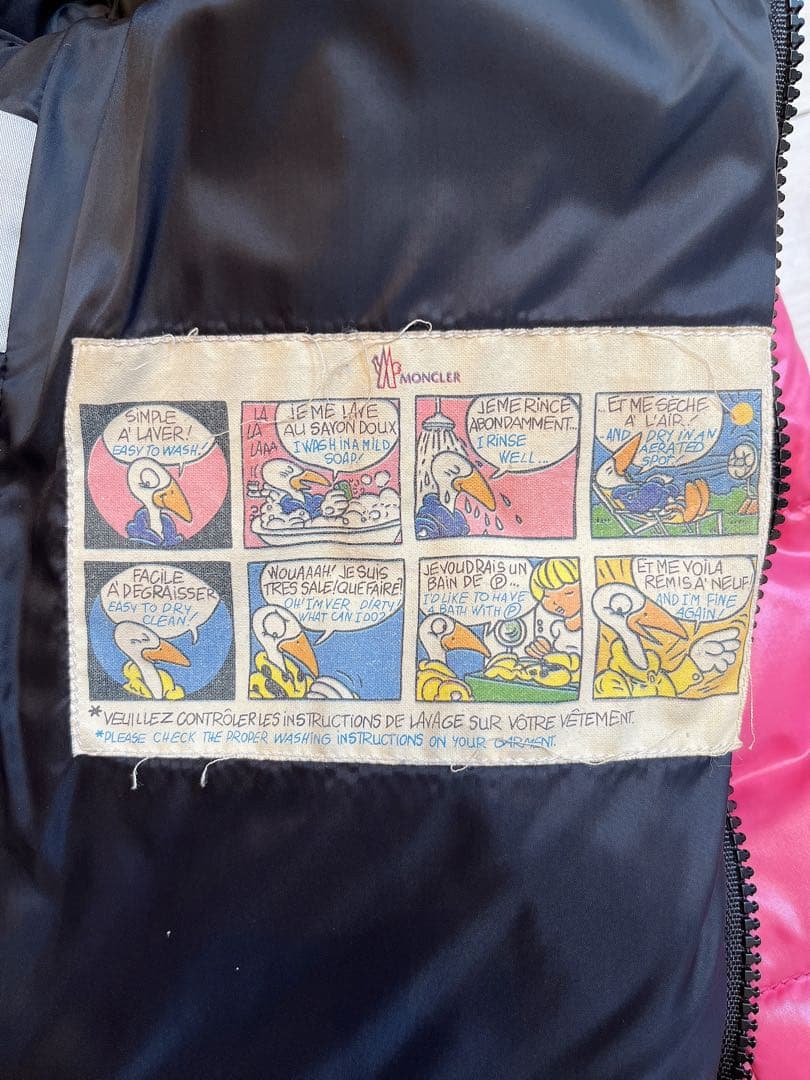 MONCLER
SIMPLE
A' LAVER!
EASY TO WASH!
LA
LA
LA
LAAA
JE ME LAVE
AU SAVON DOUX
I WASH IN A MILD
SOAP!
JE ME RINCE
ABONDAMMENT...
I RINSE
WELL...
...ET ME SÈCHE
À L'AIR!
AND I DRY IN AN
AERATED
SPOT!
FACILE
A' DEGRAISSER
EASY TO DRY
CLEAN!
WOUAAAH! JE SUIS
TRES SALE! QUE FAIRE?
OH! I'M VER DIRTY!
WHAT CAN I DO?
JE VOUDRAIS UN
BAIN DE Ⓟ...
I'D LIKE TO HAVE
A BATH WITH Ⓟ
ET ME VOILA
REMIS A' NEUF!
AND I'M FINE
AGAIN!
*VEUILLEZ CONTRÔLER LES INSTRUCTIONS DE LAVAGE SUR VÔTRE VÊTEMENT.
*PLEASE CHECK THE PROPER WASHING INSTRUCTIONS ON YOUR GARMENT.